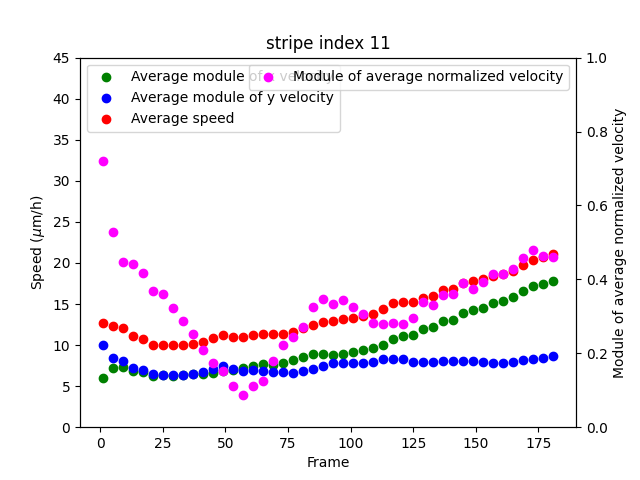 stripe index 11
Average module of x velocity
Average module of y velocity
Average speed
Module of average normalized velocity
Speed (μm/h)
45
40
35
30
25
20
15
10
5
0
1.0
0.8
0.6
0.4
0.2
0.0
Module of average normalized velocity
0 25 50 75 100 125 150 175
Frame